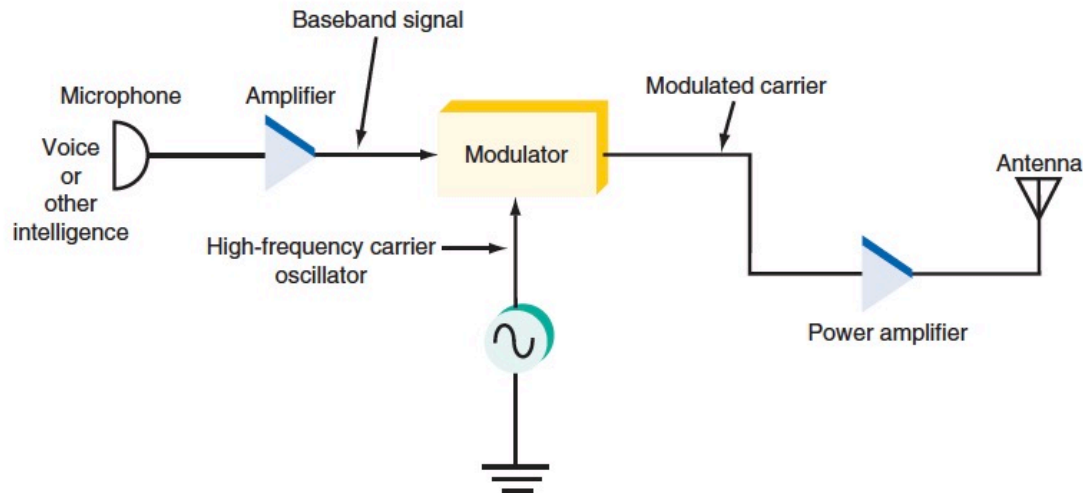 Baseband signal
Microphone
Amplifier
Modulated carrier
Voice
or
other
intelligence
Modulator
Antenna
High-frequency carrier
oscillator
Power amplifier